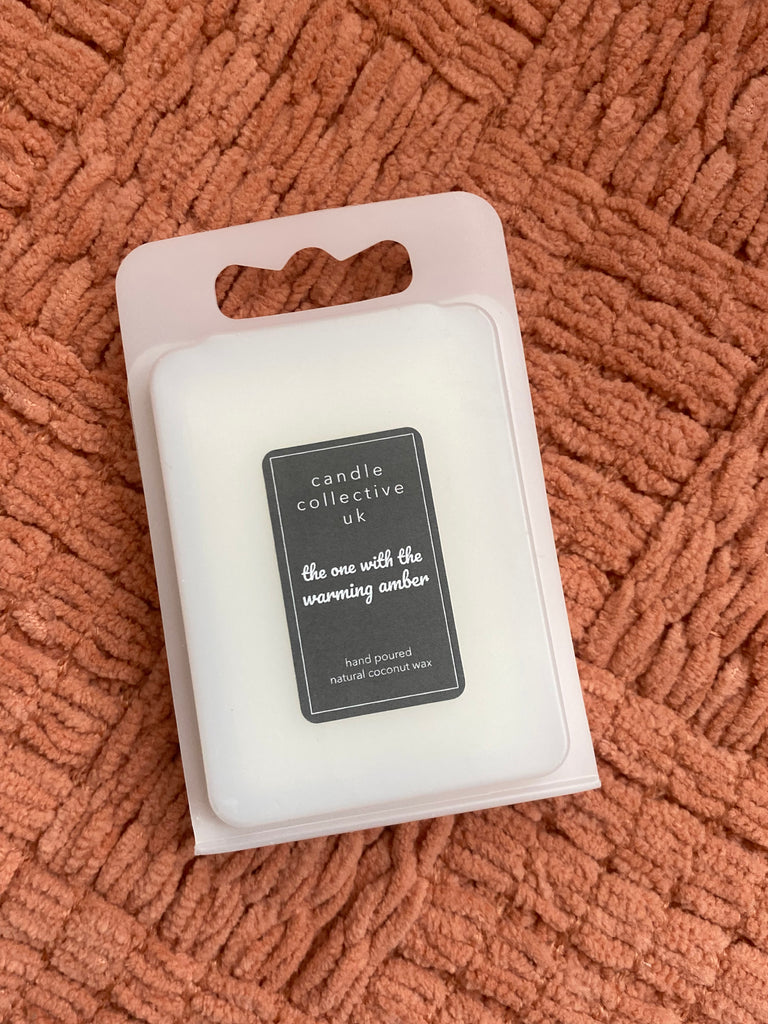 candle
collective
uk
the one with the
warming amber
hand poured
natural coconut wax